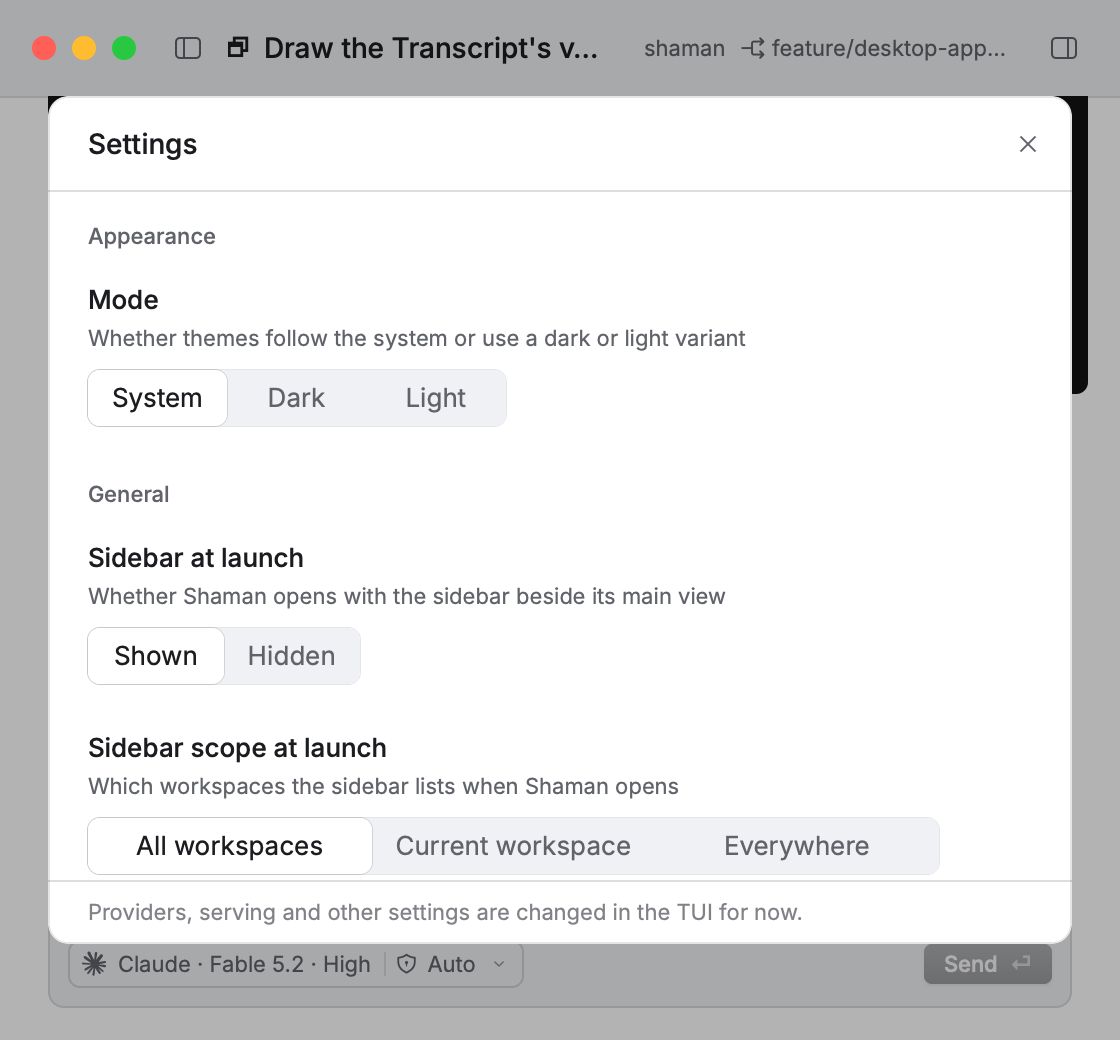 Draw the Transcript's v...
shaman
feature/desktop-app...
Settings
Appearance
Mode
Whether themes follow the system or use a dark or light variant
System
Dark
Light
General
Sidebar at launch
Whether Shaman opens with the sidebar beside its main view
Shown
Hidden
Sidebar scope at launch
Which workspaces the sidebar lists when Shaman opens
All workspaces
Current workspace
Everywhere
Providers, serving and other settings are changed in the TUI for now.
Claude · Fable 5.2 · High
Auto
Send